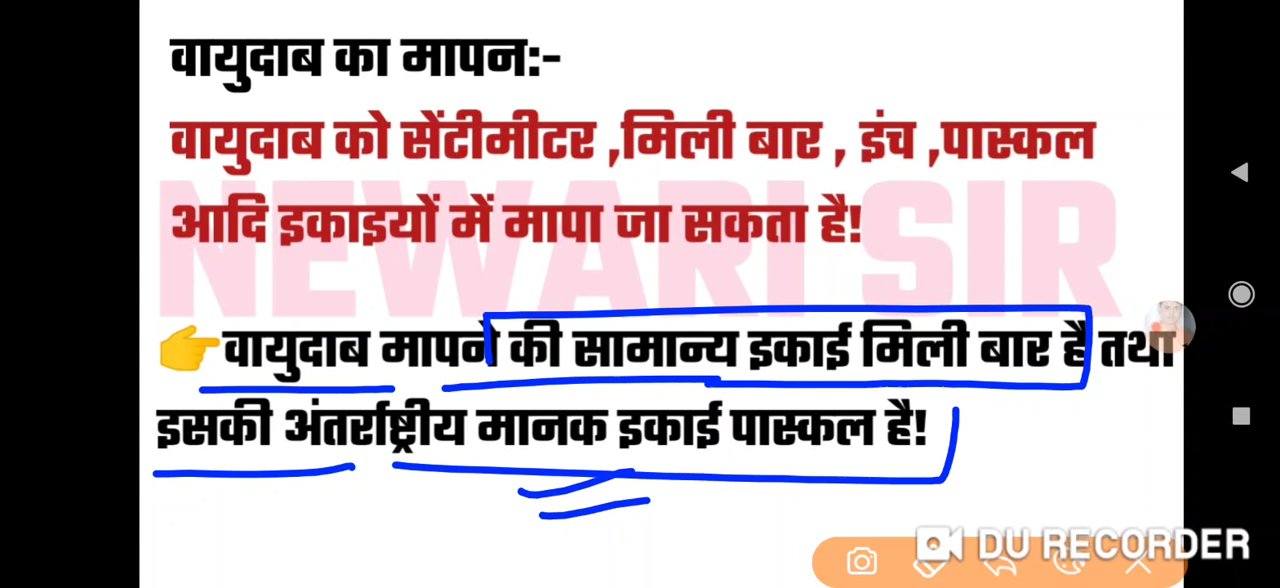 वायुदाब का मापन:-
वायुदाब को सेंटीमीटर ,मिली बार , इंच ,पास्कल
आदि इकाइयों में मापा जा सकता है!
NEWARI SIR
👉वायुदाब मापने की सामान्य इकाई मिली बार है तथा
इसकी अंतर्राष्ट्रीय मानक इकाई पास्कल है!
DU RECORDER